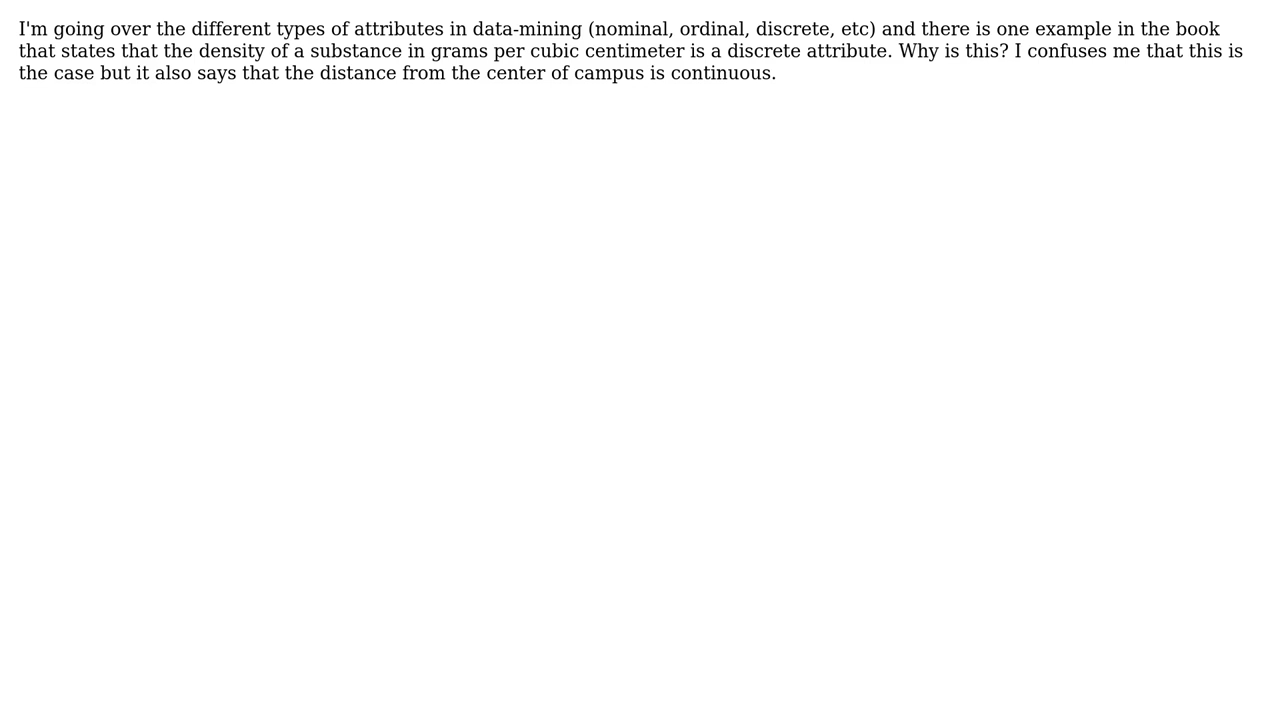 I'm going over the different types of attributes in data-mining (nominal, ordinal, discrete, etc) and there is one example in the book
that states that the density of a substance in grams per cubic centimeter is a discrete attribute. Why is this? I confuses me that this is
the case but it also says that the distance from the center of campus is continuous.